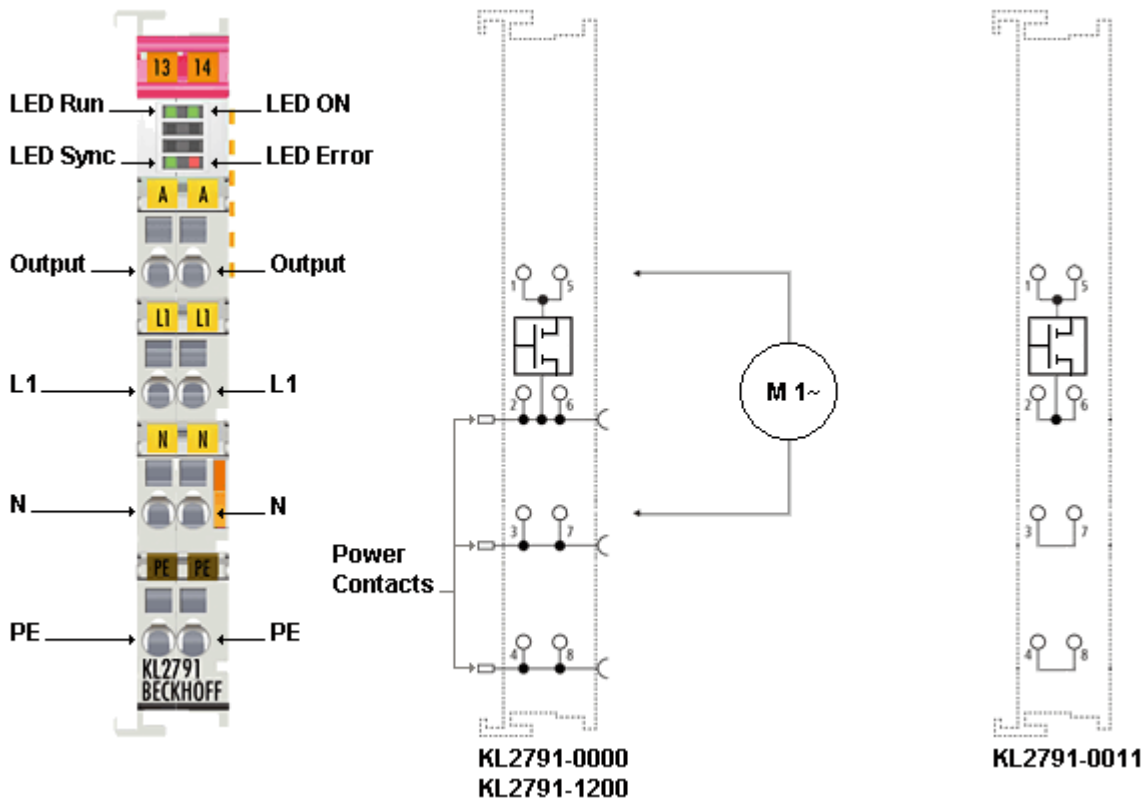 13 14
LED Run
LED ON
LED Sync
LED Error
A A
Output
Output
L1 L1
L1
L1
N N
N
N
PE PE
PE
PE
KL2791
BECKHOFF
1 5
2 6
3 7
4 8
Power
Contacts
M 1~
KL2791-0000
KL2791-1200
1 5
2 6
3 7
4 8
KL2791-0011